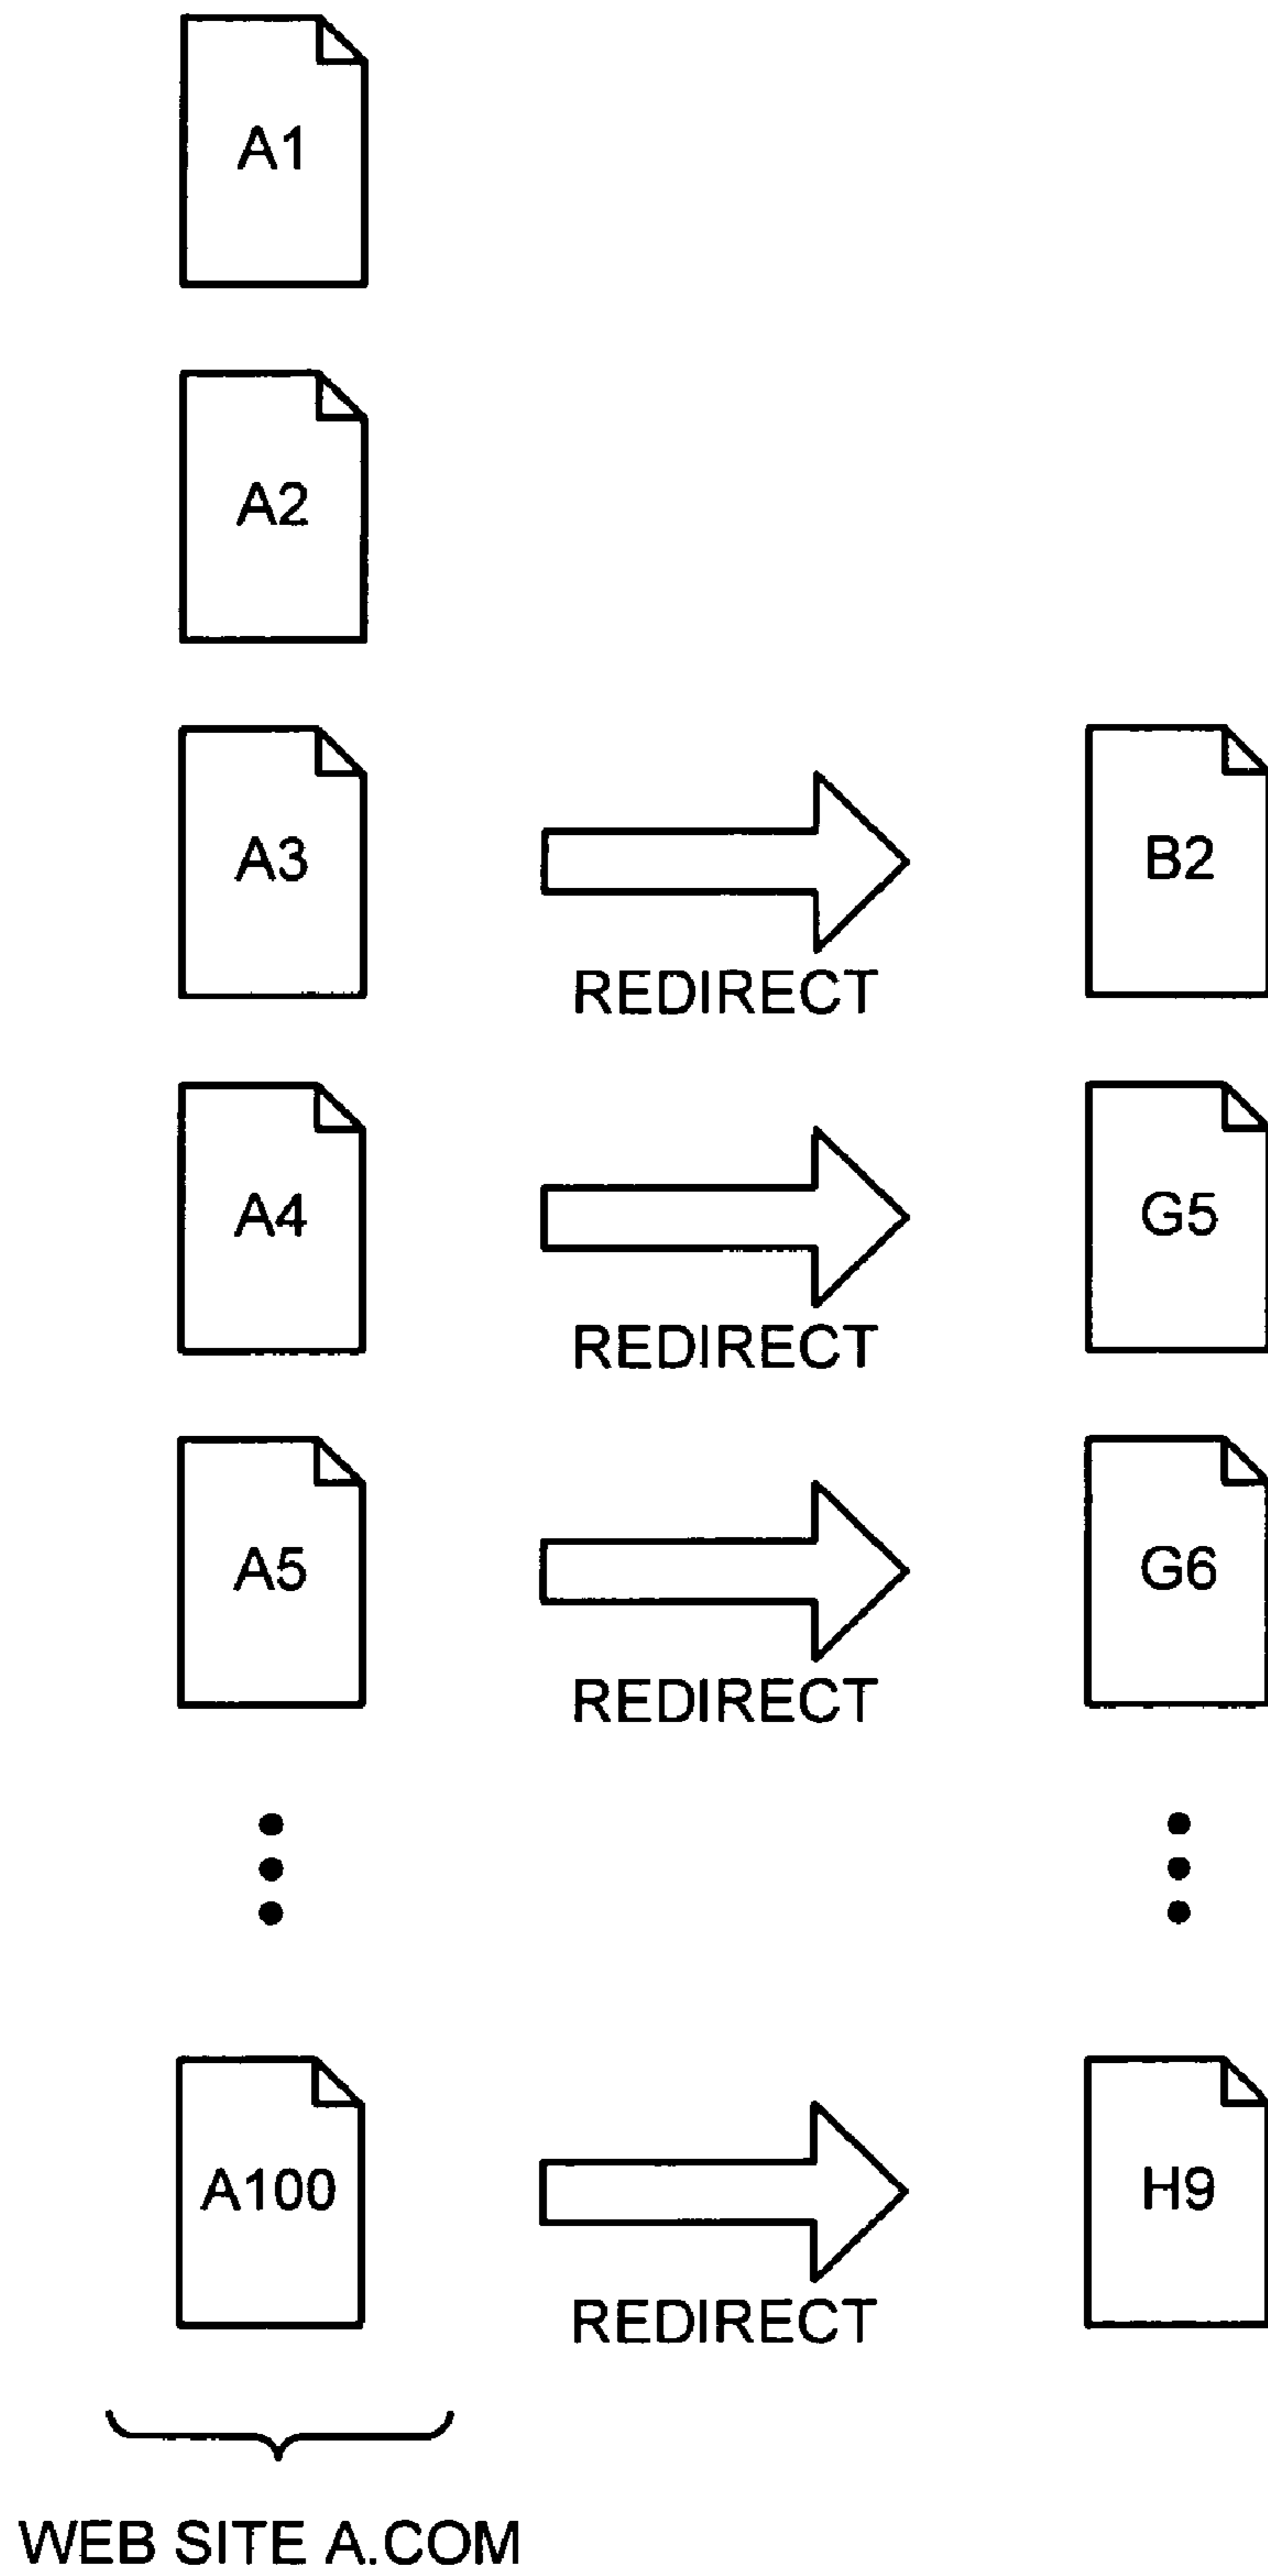 A1
A2
A3
REDIRECT
B2
A4
REDIRECT
G5
A5
REDIRECT
G6
A100
REDIRECT
H9
WEB SITE A.COM